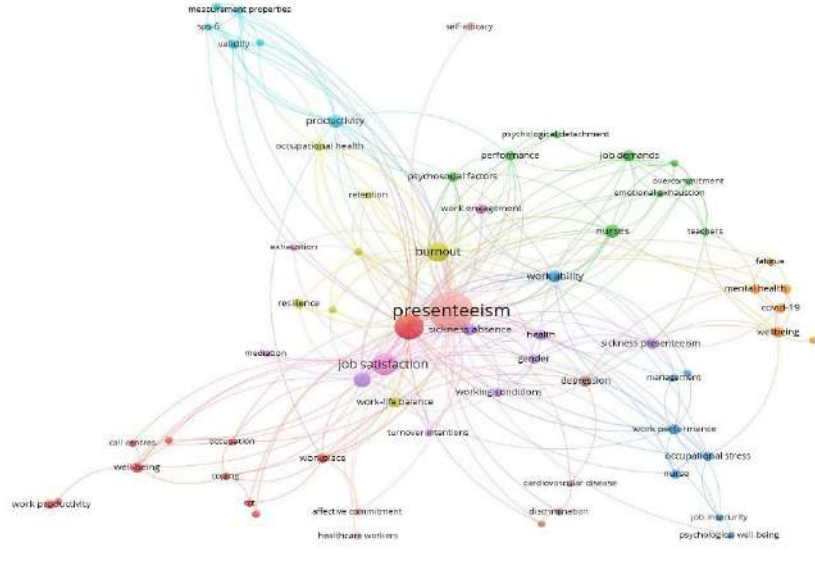 measurement properties
sps-6
validity
self-efficacy
productivity
psychological detachment
occupational health
performance
job demands
psychosocial factors
overcommitment
emotional exhaustion
retention
work engagement
nurses
teachers
exhaustion
burnout
fatigue
work ability
mental health
resilience
covid-19
presenteeism
sickness absence
health
wellbeing
sickness presenteeism
mediation
gender
job satisfaction
management
depression
working conditions
work-life balance
work performance
turnover intentions
call centres
occupation
well-being
workplace
occupational stress
coping
nurse
cardiovascular disease
work productivity
affective commitment
discrimination
job insecurity
healthcare workers
psychological well-being